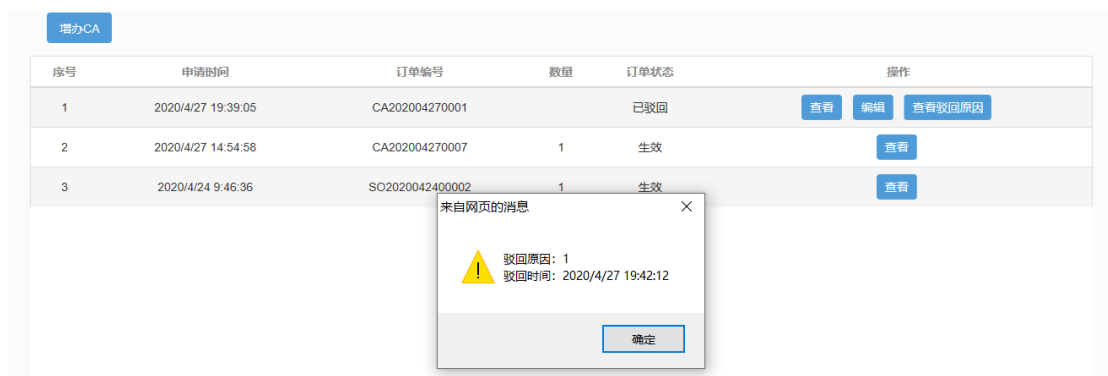 增办CA
序号 申请时间 订单编号 数量 订单状态 操作
1 2020/4/27 19:39:05 CA202004270001 已驳回 查看 编辑 查看驳回原因
2 2020/4/27 14:54:58 CA202004270007 1 生效 查看
3 2020/4/24 9:46:36 SO2020042400002 1 生效 查看
来自网页的消息
驳回原因：1
驳回时间：2020/4/27 19:42:12
确定